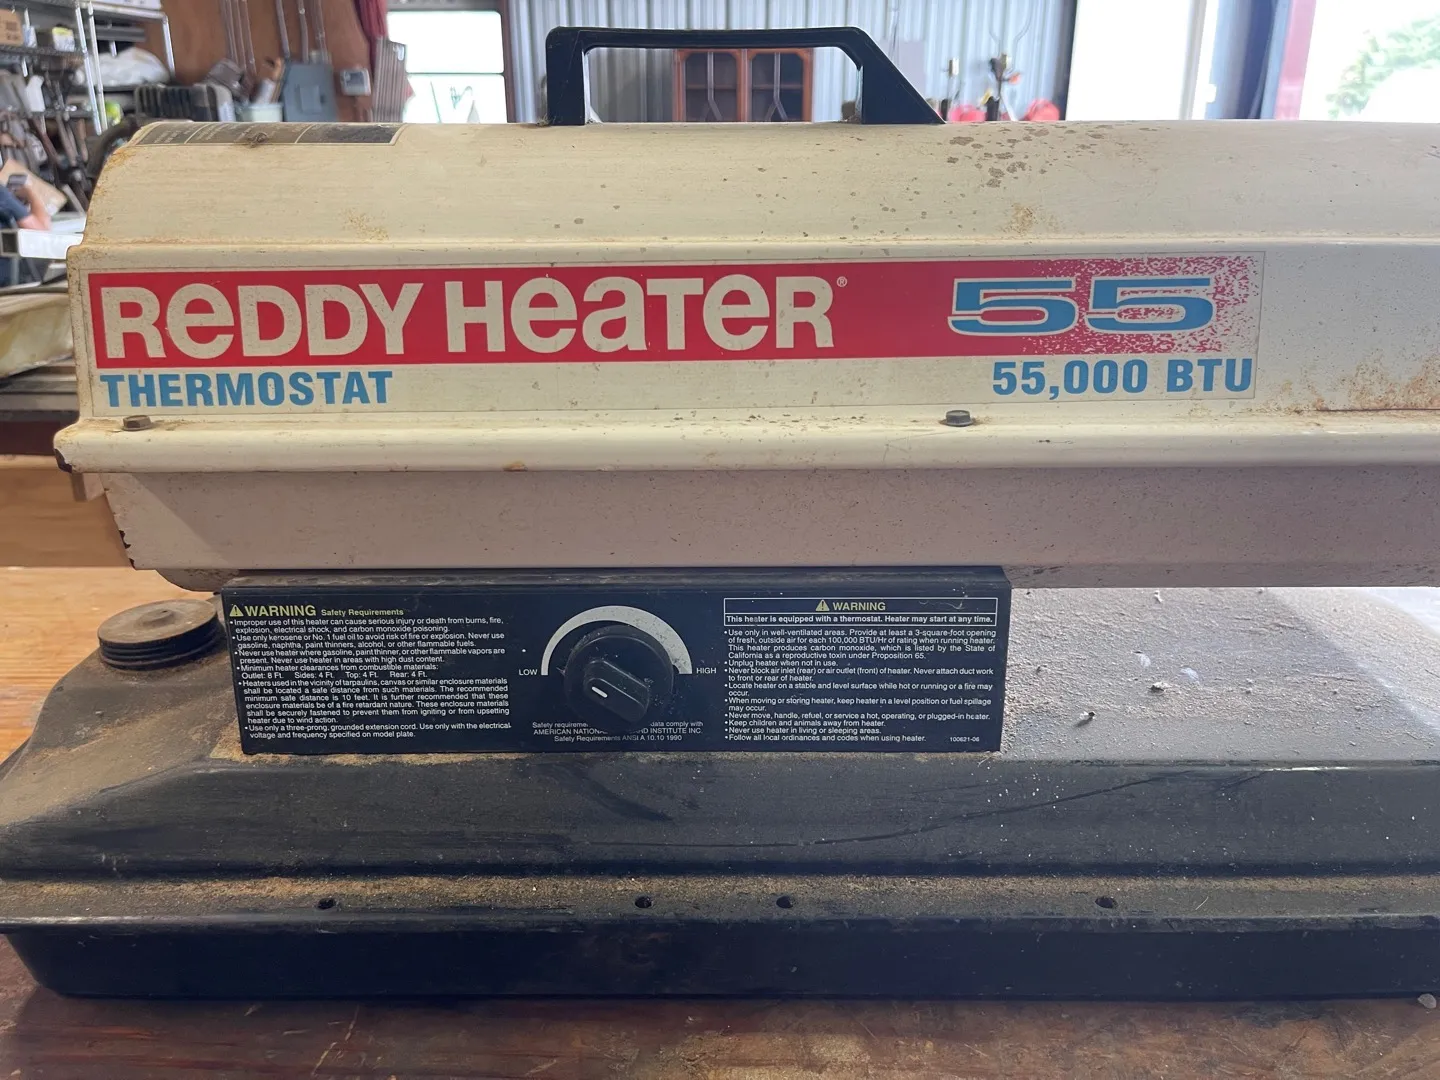 REDDY HEATER® 55
THERMOSTAT
55,000 BTU
WARNING Safety Requirements
• Improper use of this heater can cause serious injury or death from burns, fire,
explosion, electrical shock, and carbon monoxide poisoning.
• Use only kerosene or No. 1 fuel oil to avoid risk of fire or explosion. Never use
gasoline, naphtha, paint thinners, alcohol, or other flammable fuels.
• Never use heater where gasoline, paint thinner, or other flammable vapors are
present. Never use heater in areas with high dust content.
• Minimum heater clearances from combustible materials:
Outlet: 8 Ft. Sides: 4 Ft. Top: 4 Ft. Rear: 4 Ft.
• Heaters used in the vicinity of tarpaulins, canvas or similar enclosure materials
shall be located a safe distance from such materials. The recommended
minimum safe distance is 10 feet. It is further recommended that these
enclosure materials be of a fire retardant nature. These enclosure materials
shall be securely fastened to prevent them from igniting or from upsetting
heater due to wind action.
• Use only a three-prong, grounded extension cord. Use only with the electrical
voltage and frequency specified on model plate.
LOW
HIGH
Safety requireme data comply with
AMERICAN NATIONA INSTITUTE INC.
Safety Requirements ANSI A 10.10 1990
WARNING
This heater is equipped with a thermostat. Heater may start at any time.
• Use only in well-ventilated areas. Provide at least a 3-square-foot opening
of fresh, outside air for each 100,000 BTU/Hr of rating when running heater.
This heater produces carbon monoxide, which is listed by the State of
California as a reproductive toxin under Proposition 65.
• Unplug heater when not in use.
• Never block air inlet (rear) or air outlet (front) of heater. Never attach duct work
to front or rear of heater.
• Locate heater on a stable and level surface while hot or running or a fire may
occur.
• When moving or storing heater, keep heater in a level position or fuel spillage
may occur.
• Never move, handle, refuel, or service a hot, operating, or plugged-in heater.
• Keep children and animals away from heater.
• Never use heater in living or sleeping areas.
• Follow all local ordinances and codes when using heater.
100621-06